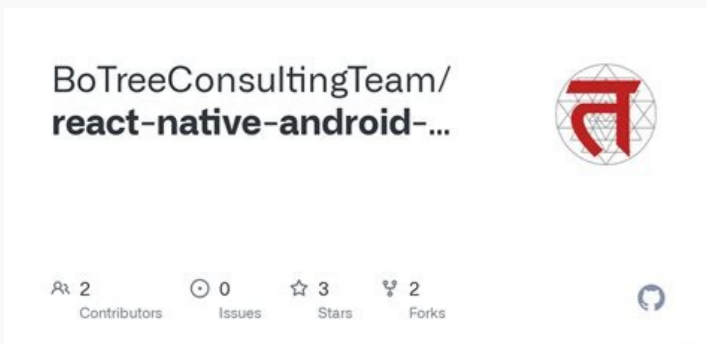 BoTreeConsultingTeam/
react-native-android-...
त
2
Contributors
0
Issues
3
Stars
2
Forks